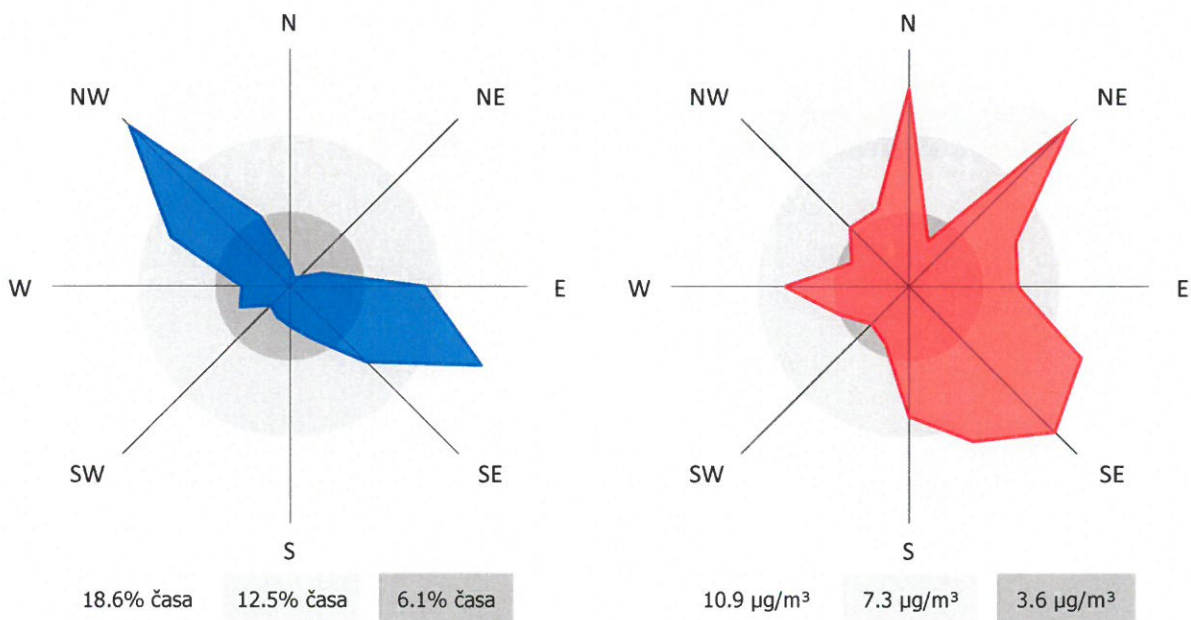 N
NW
NE
W
E
SW
SE
S
18.6% časa
12.5% časa
6.1% časa
N
NW
NE
W
E
SW
SE
S
10.9 µg/m³
7.3 µg/m³
3.6 µg/m³